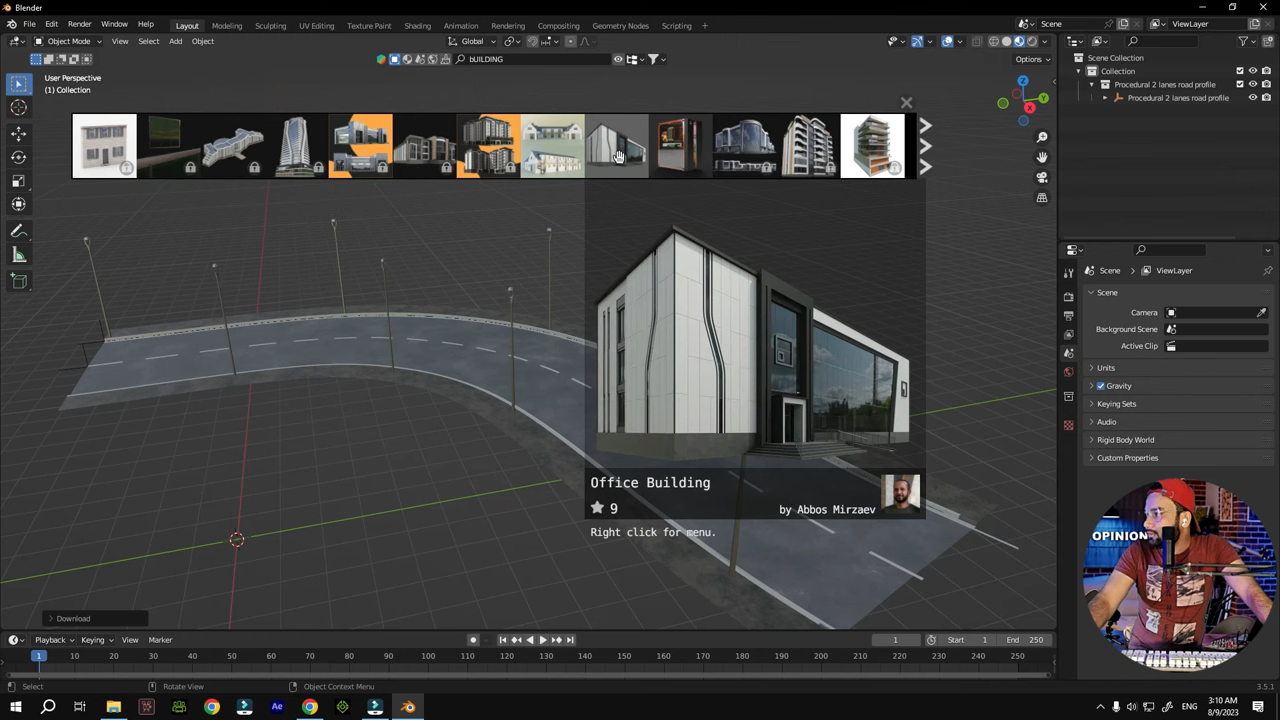 Blender
File Edit Render Window Help
Layout Modeling Sculpting UV Editing Texture Paint Shading Animation Rendering Compositing Geometry Nodes Scripting +
Scene
ViewLayer
Object Mode View Select Add Object
Global
Options
bUILDING
User Perspective
(1) Collection
Scene Collection
Collection
Procedural 2 lanes road profile
Procedural 2 lanes road profile
Z
Y
X
Scene ViewLayer
Scene
Camera
Background Scene
Active Clip
Units
Gravity
Keying Sets
Audio
Rigid Body World
Custom Properties
Office Building
9
by Abbos Mirzaev
Right click for menu.
OPINION
Download
Playback Keying View Marker
1
Start 1
End 250
1 10 20 30 40 50 60 70 80 90 100 110 120 130 140 150 160 170 180 190 200 210 220 230 240 250
Select
Rotate View
Object Context Menu
3.5.1
Ae
ENG
3:10 AM
8/9/2023